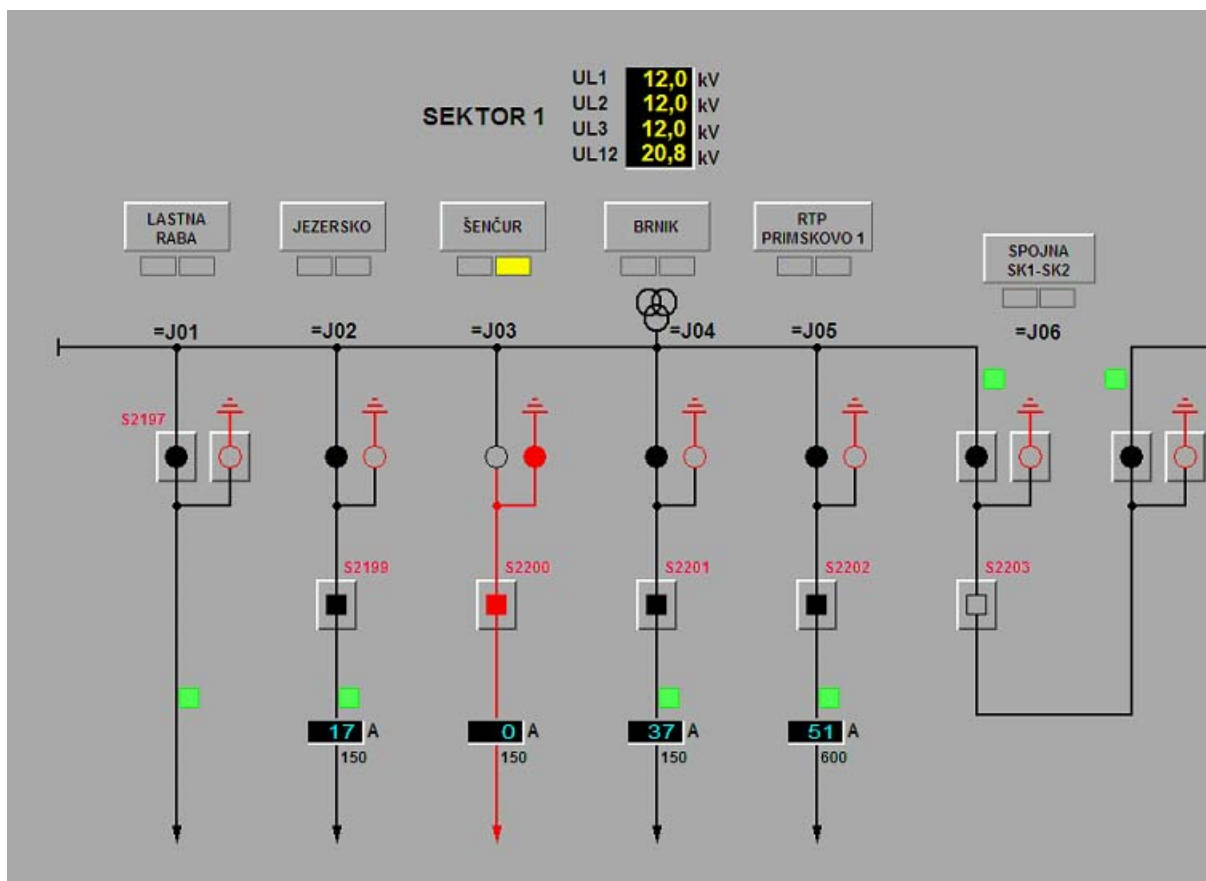 UL1 12,0 kV
UL2 12,0 kV
SEKTOR 1
UL3 12,0 kV
UL12 20,8 kV
LASTNA
RABA
JEZERSKO
ŠENČUR
BRNIK
RTP
PRIMSKOVO 1
SPOJNA
SK1-SK2
=J01
=J02
=J03
=J04
=J05
=J06
S2197
S2199
S2200
S2201
S2202
S2203
17 A
150
0 A
150
37 A
150
51 A
600